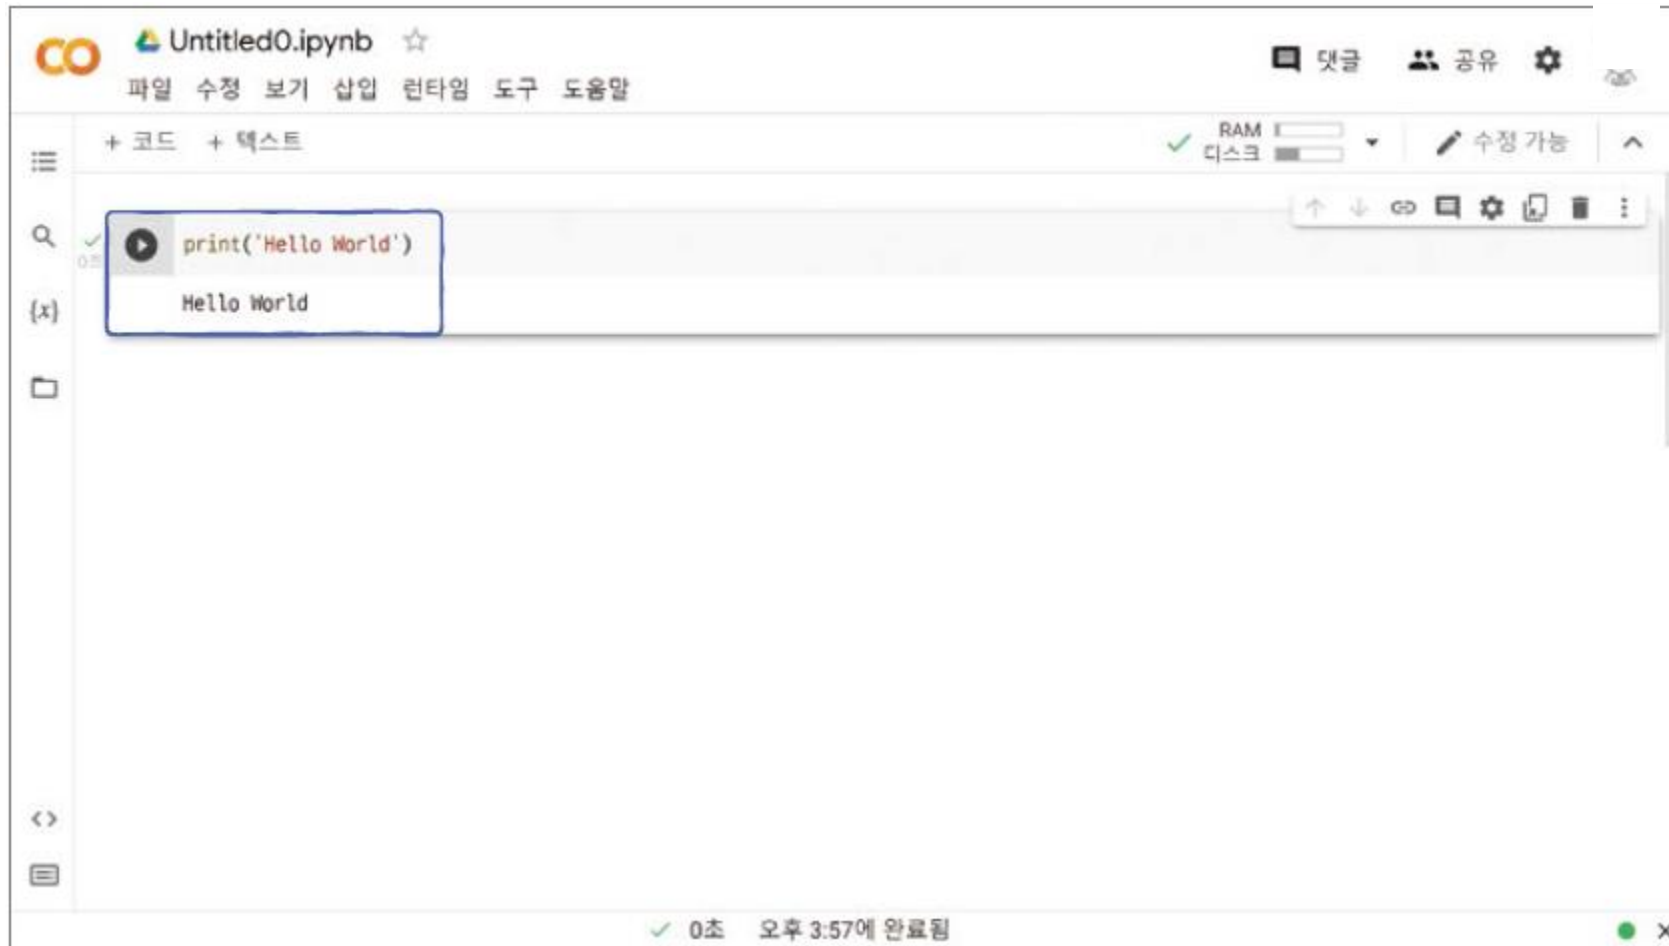 Untitled0.ipynb
댓글 공유
파일 수정 보기 삽입 런타임 도구 도움말
+ 코드 + 텍스트
RAM
디스크
수정 가능
print('Hello World')
0초
Hello World
{x}
<>
0초 오후 3:57에 완료됨